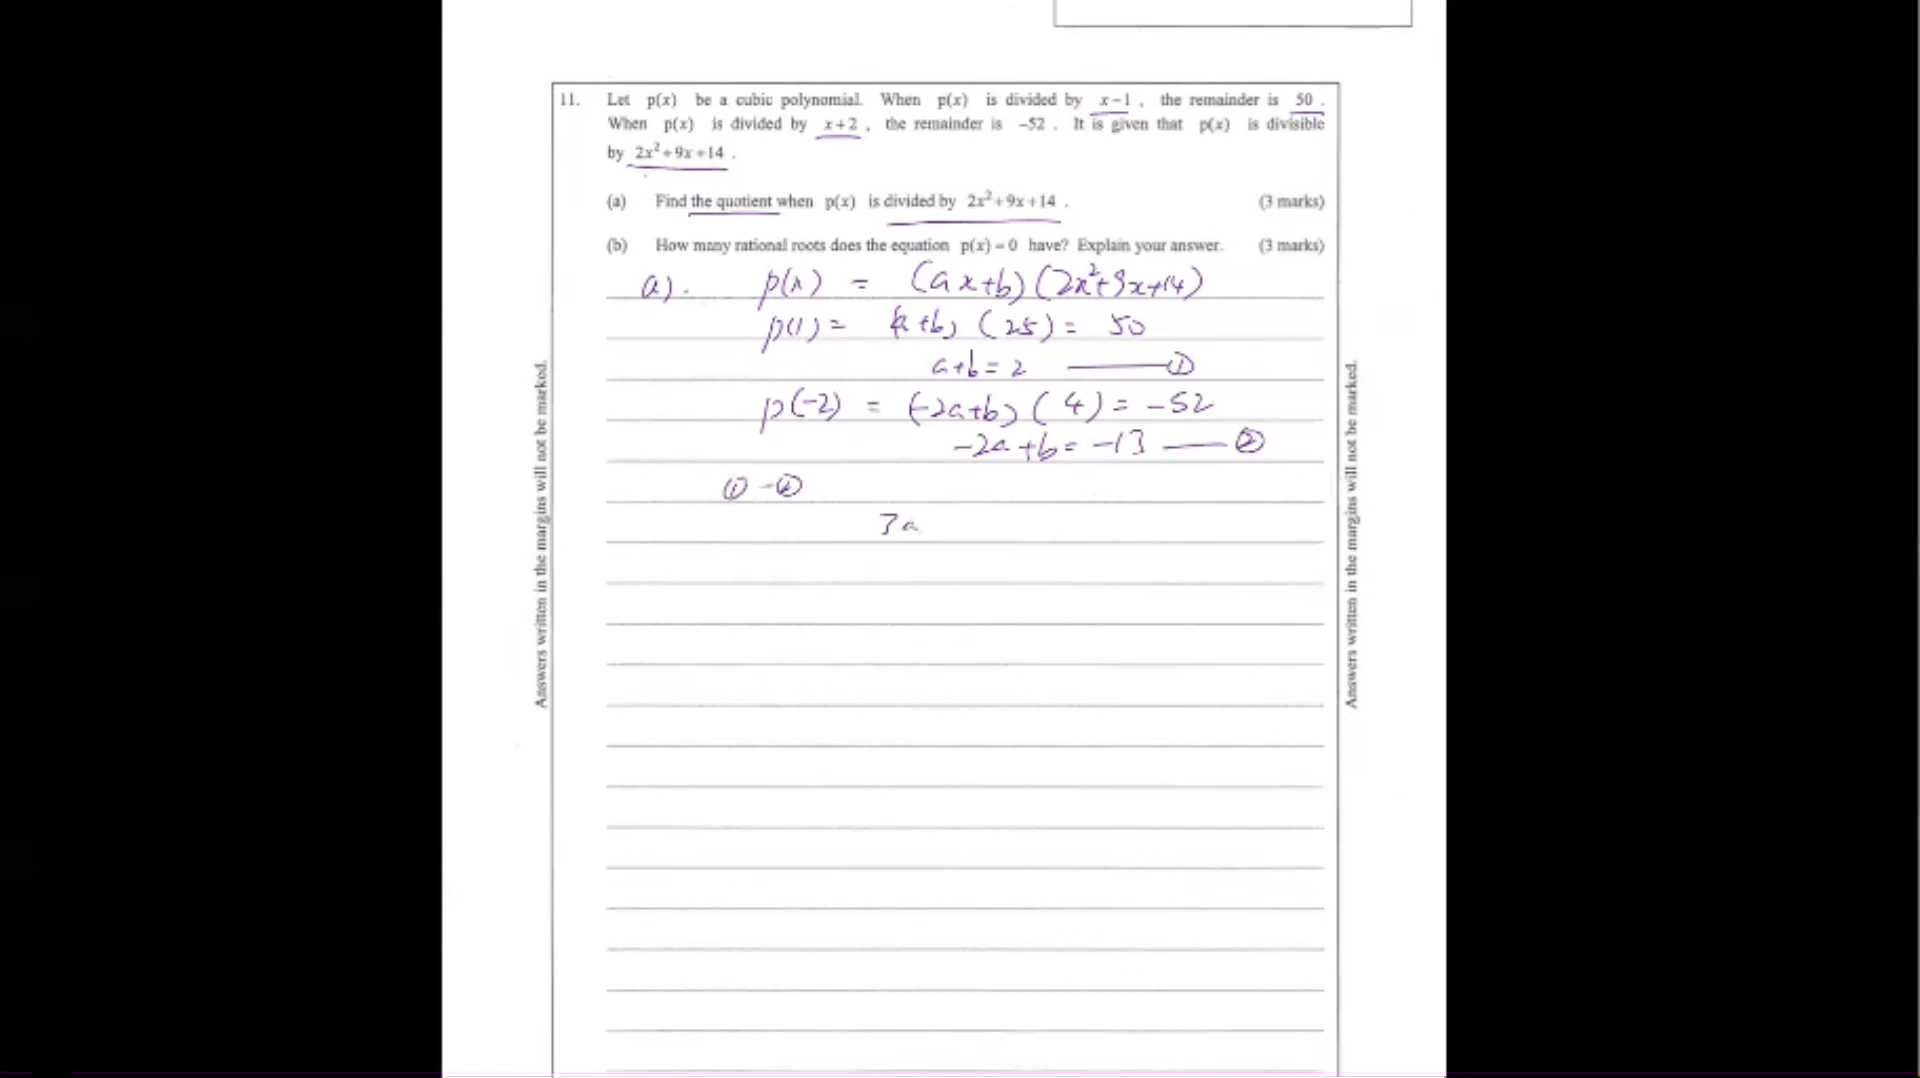 11. Let p(x) be a cubic polynomial. When p(x) is divided by x−1, the remainder is 50.
When p(x) is divided by x+2, the remainder is −52. It is given that p(x) is divisible
by 2x²+9x+14.
(a) Find the quotient when p(x) is divided by 2x²+9x+14. (3 marks)
(b) How many rational roots does the equation p(x)=0 have? Explain your answer. (3 marks)
a). p(x) = (ax+b)(2x²+9x+14)
p(1) = (a+b)(25) = 50
a+b=2 —— ①
p(-2) = (-2a+b)(4) = -52
-2a+b = -13 —— ②
① - ②
3a
Answers written in the margins will not be marked.
Answers written in the margins will not be marked.